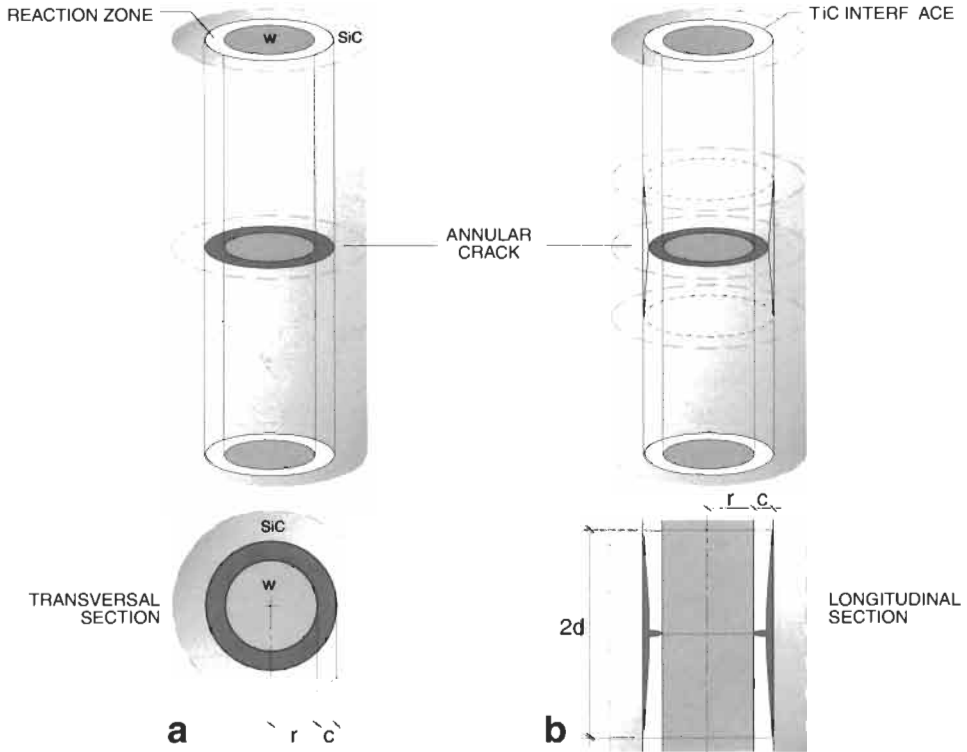 REACTION ZONE
W
SiC
TiC INTERF ACE
ANNULAR
CRACK
SiC
W
TRANSVERSAL
SECTION
r
c
a
r
c
2d
LONGITUDINAL
SECTION
b